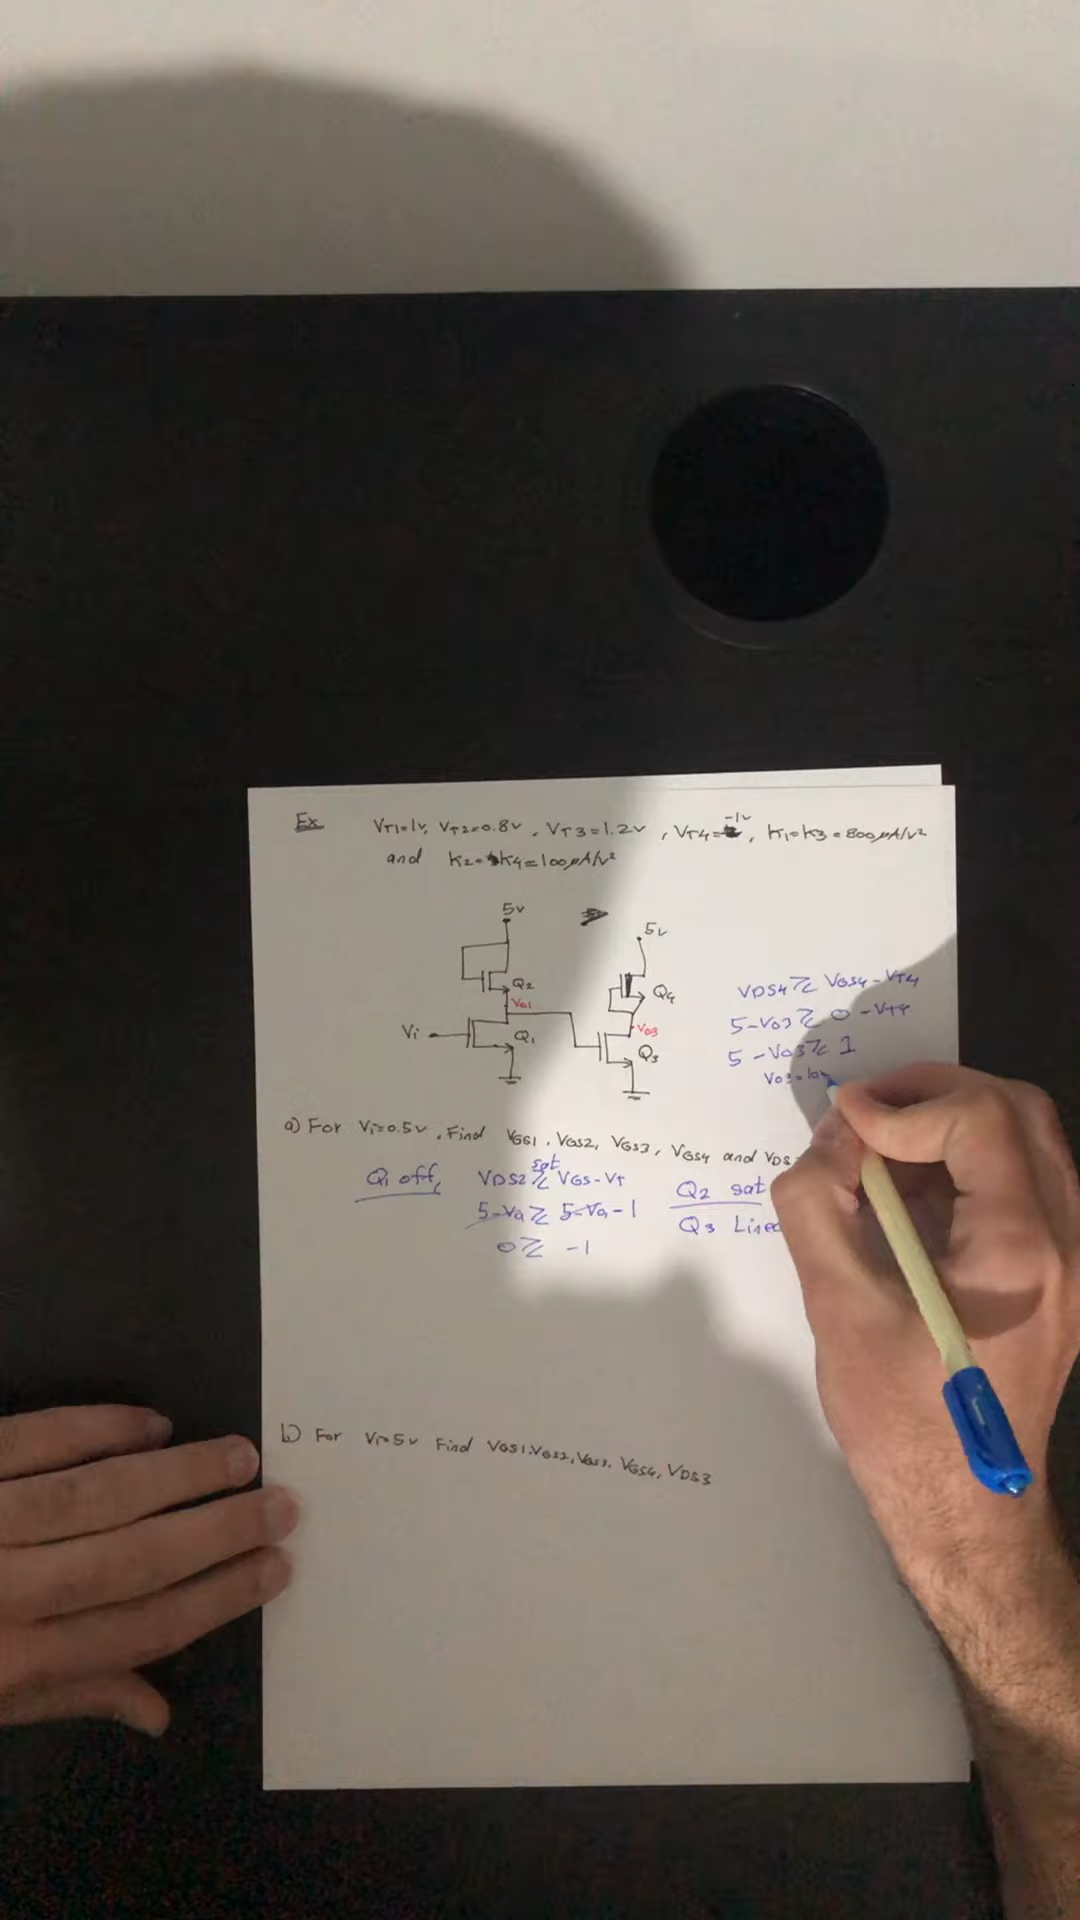 Ex VT1=1v, VT2=0.8v, VT3=1.2v, VT4=-1v, K1=K3=800μA/v²
and K2=K4=100μA/v²
5v
5v
Q2
Q4
Vo1
Vi
Q1
Vo3
Q3
VDS4 ⩾ VGS4-VT4
5-Vo3 ⩾ 0-VT4
5-Vo3 ⩾ 1
Vo3=
a) For Vi=0.5v, Find VGS1, VGS2, VGS3, VGS4 and VDS
Q1 off, VDS2 sat ⩾ VGS-VT Q2 sat
5-Vo1 ⩾ 5-Vo1-1 Q3
0 ⩾ -1
b) For Vi=5v Find VGS1, VGS2, VGS3, VGS4, VDS3